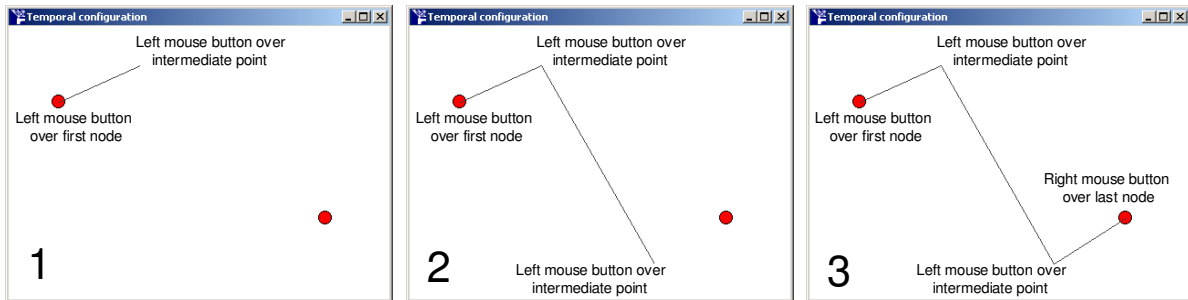 Temporal configuration
Left mouse button over
intermediate point
Left mouse button
over first node
1
Temporal configuration
Left mouse button over
intermediate point
Left mouse button
over first node
Left mouse button over
intermediate point
2
Temporal configuration
Left mouse button over
intermediate point
Left mouse button
over first node
Right mouse button
over last node
Left mouse button over
intermediate point
3